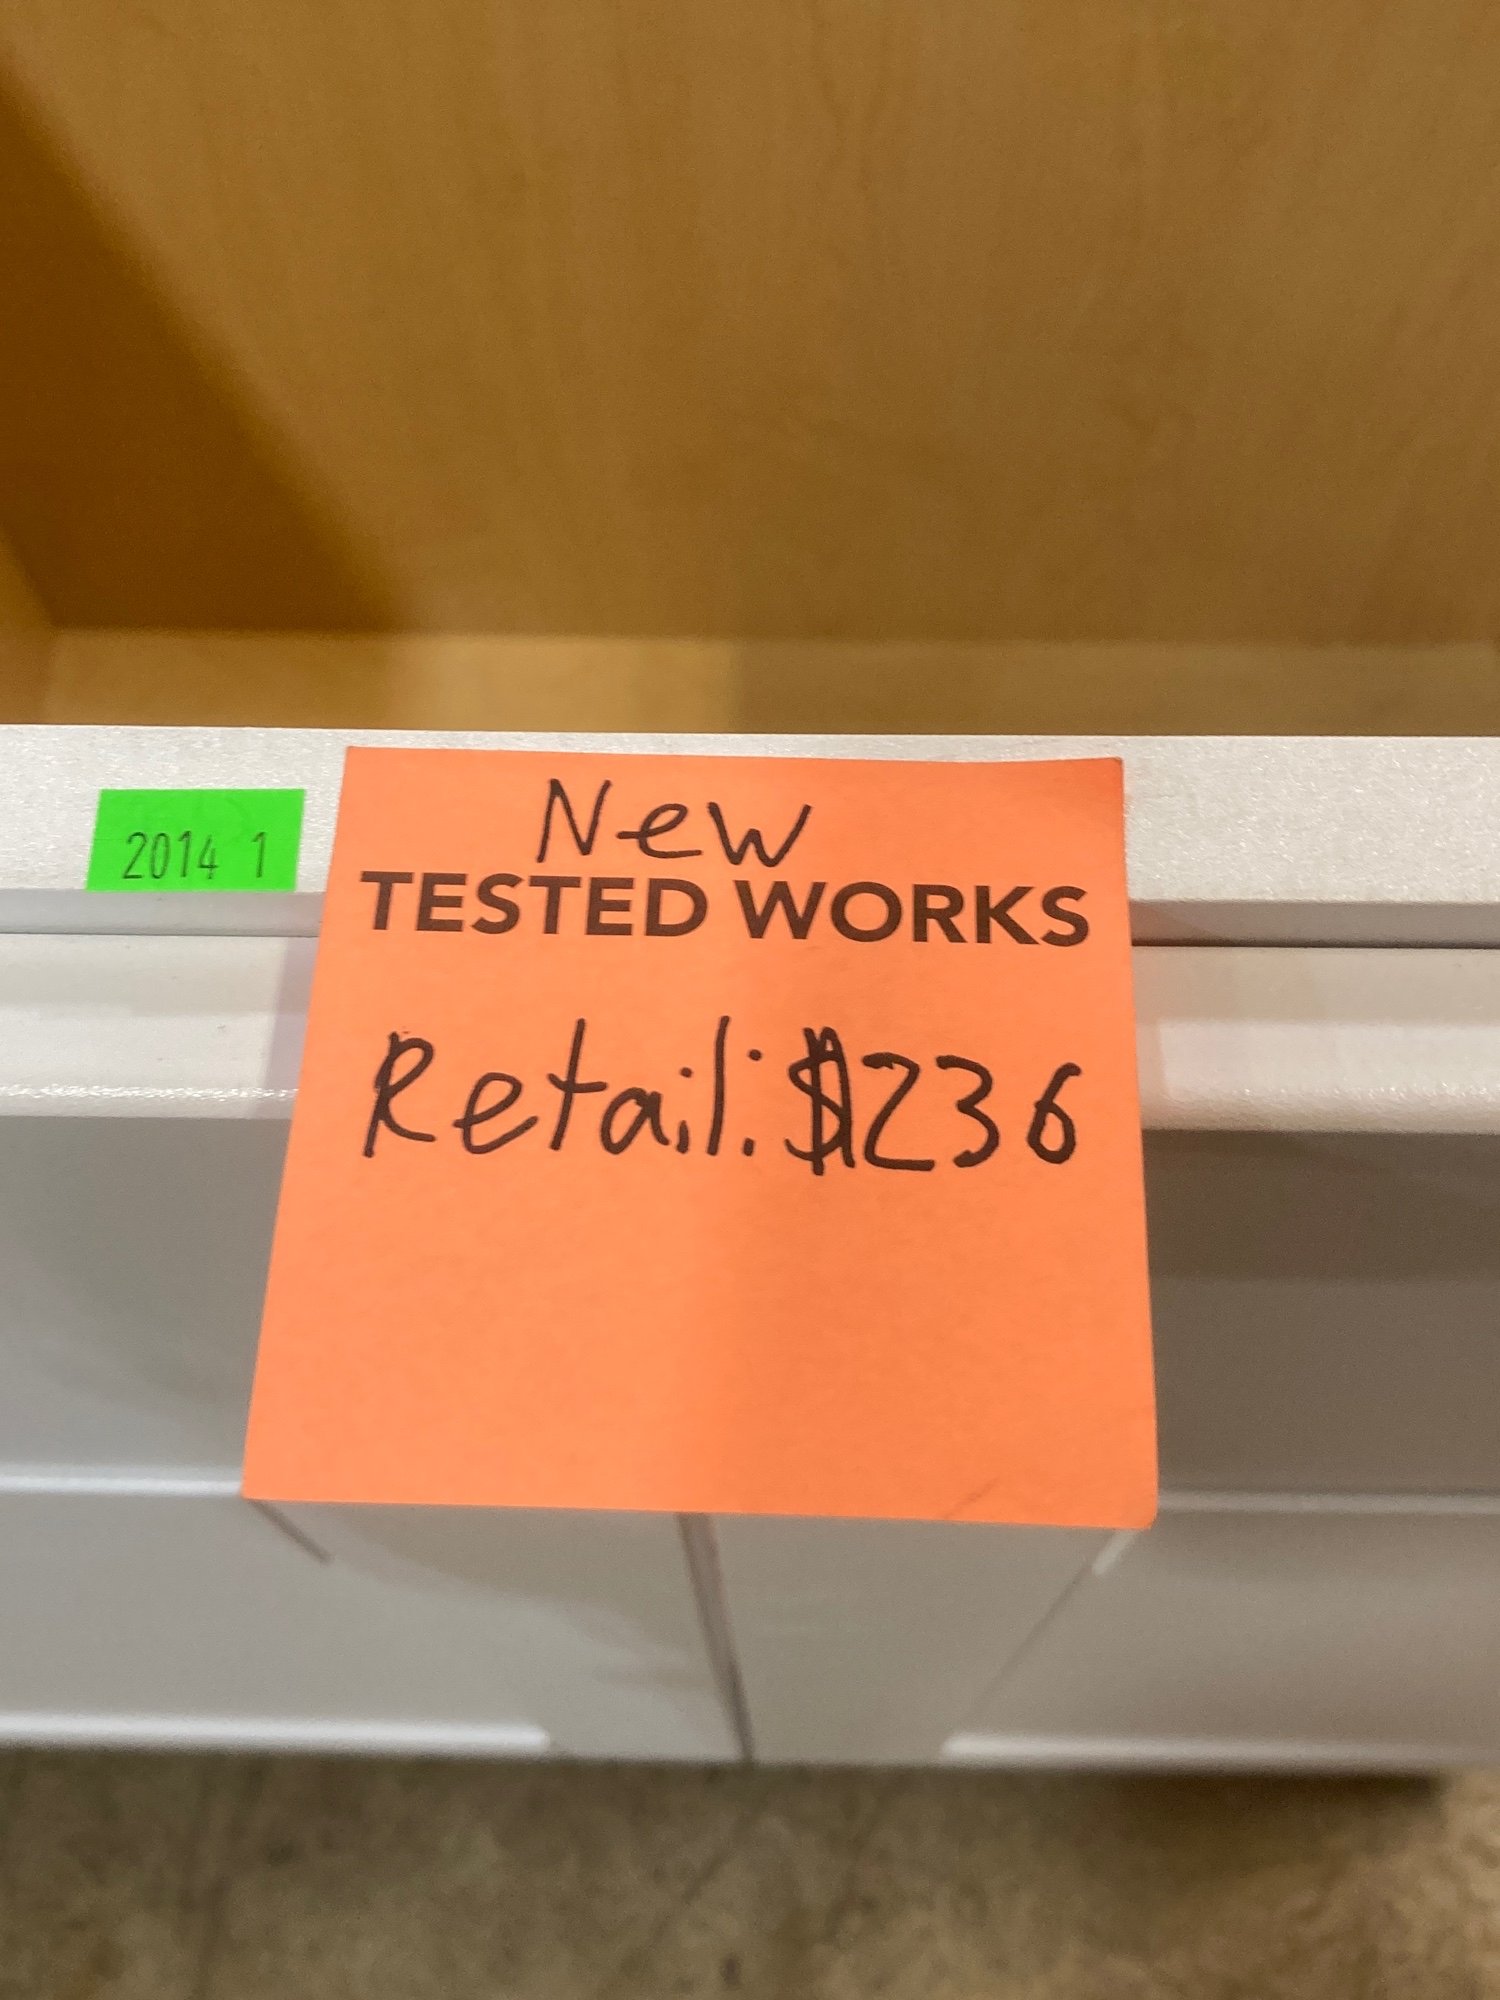 2014 1
New
TESTED WORKS
Retail: $236